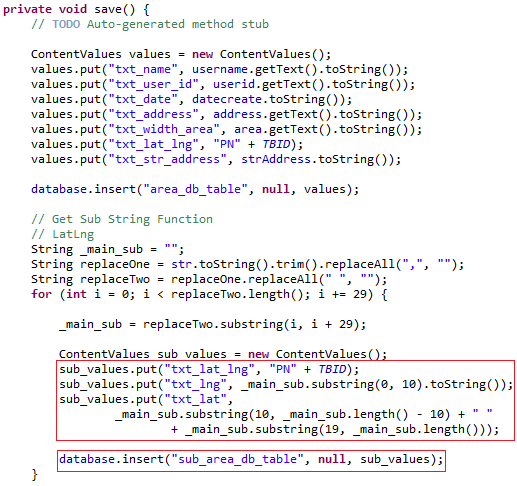 private void save() {
// TODO Auto-generated method stub
ContentValues values = new ContentValues();
values.put("txt_name", username.getText().toString());
values.put("txt_user_id", userid.getText().toString());
values.put("txt_date", datecreate.toString());
values.put("txt_address", address.getText().toString());
values.put("txt_width_area", area.getText().toString());
values.put("txt_lat_lng", "PN" + TBID);
values.put("txt_str_address", strAddress.toString());
database.insert("area_db_table", null, values);
// Get Sub String Function
// LatLng
String _main_sub = "";
String replaceOne = str.toString().trim().replaceAll(",", "");
String replaceTwo = replaceOne.replaceAll(" ", "");
for (int i = 0; i < replaceTwo.length(); i += 29) {
_main_sub = replaceTwo.substring(i, i + 29);
ContentValues sub_values = new ContentValues();
sub_values.put("txt_lat_lng", "PN" + TBID);
sub_values.put("txt_lng", _main_sub.substring(0, 10).toString());
sub_values.put("txt_lat",
_main_sub.substring(10, _main_sub.length() - 10) + " "
+ _main_sub.substring(19, _main_sub.length()));
database.insert("sub_area_db_table", null, sub_values);
}